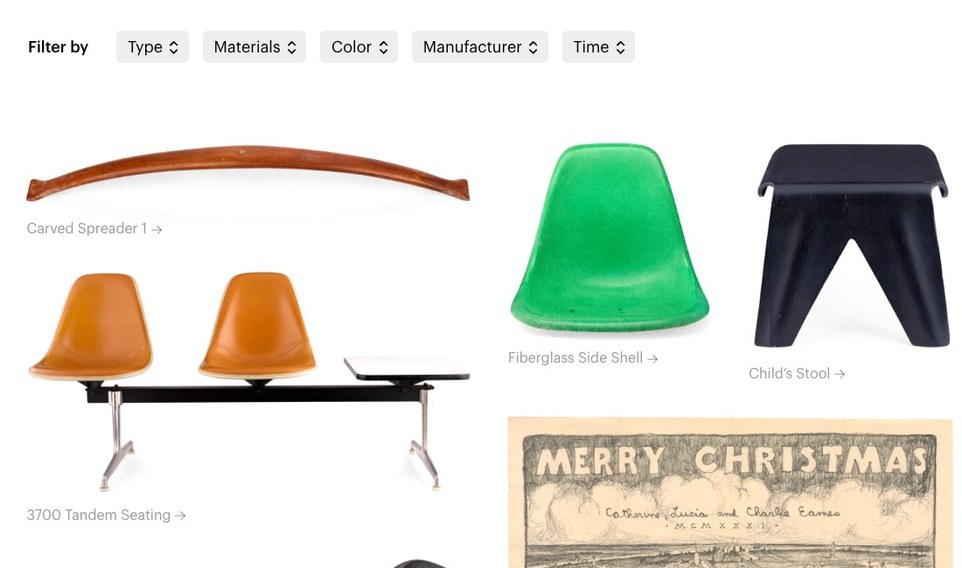 Filter by Type Materials Color Manufacturer Time
Carved Spreader 1 →
Fiberglass Side Shell →
Child's Stool →
3700 Tandem Seating →
MERRY CHRISTMAS
Catherine, Lucia and Charlie Eames
· MCMXXXI ·